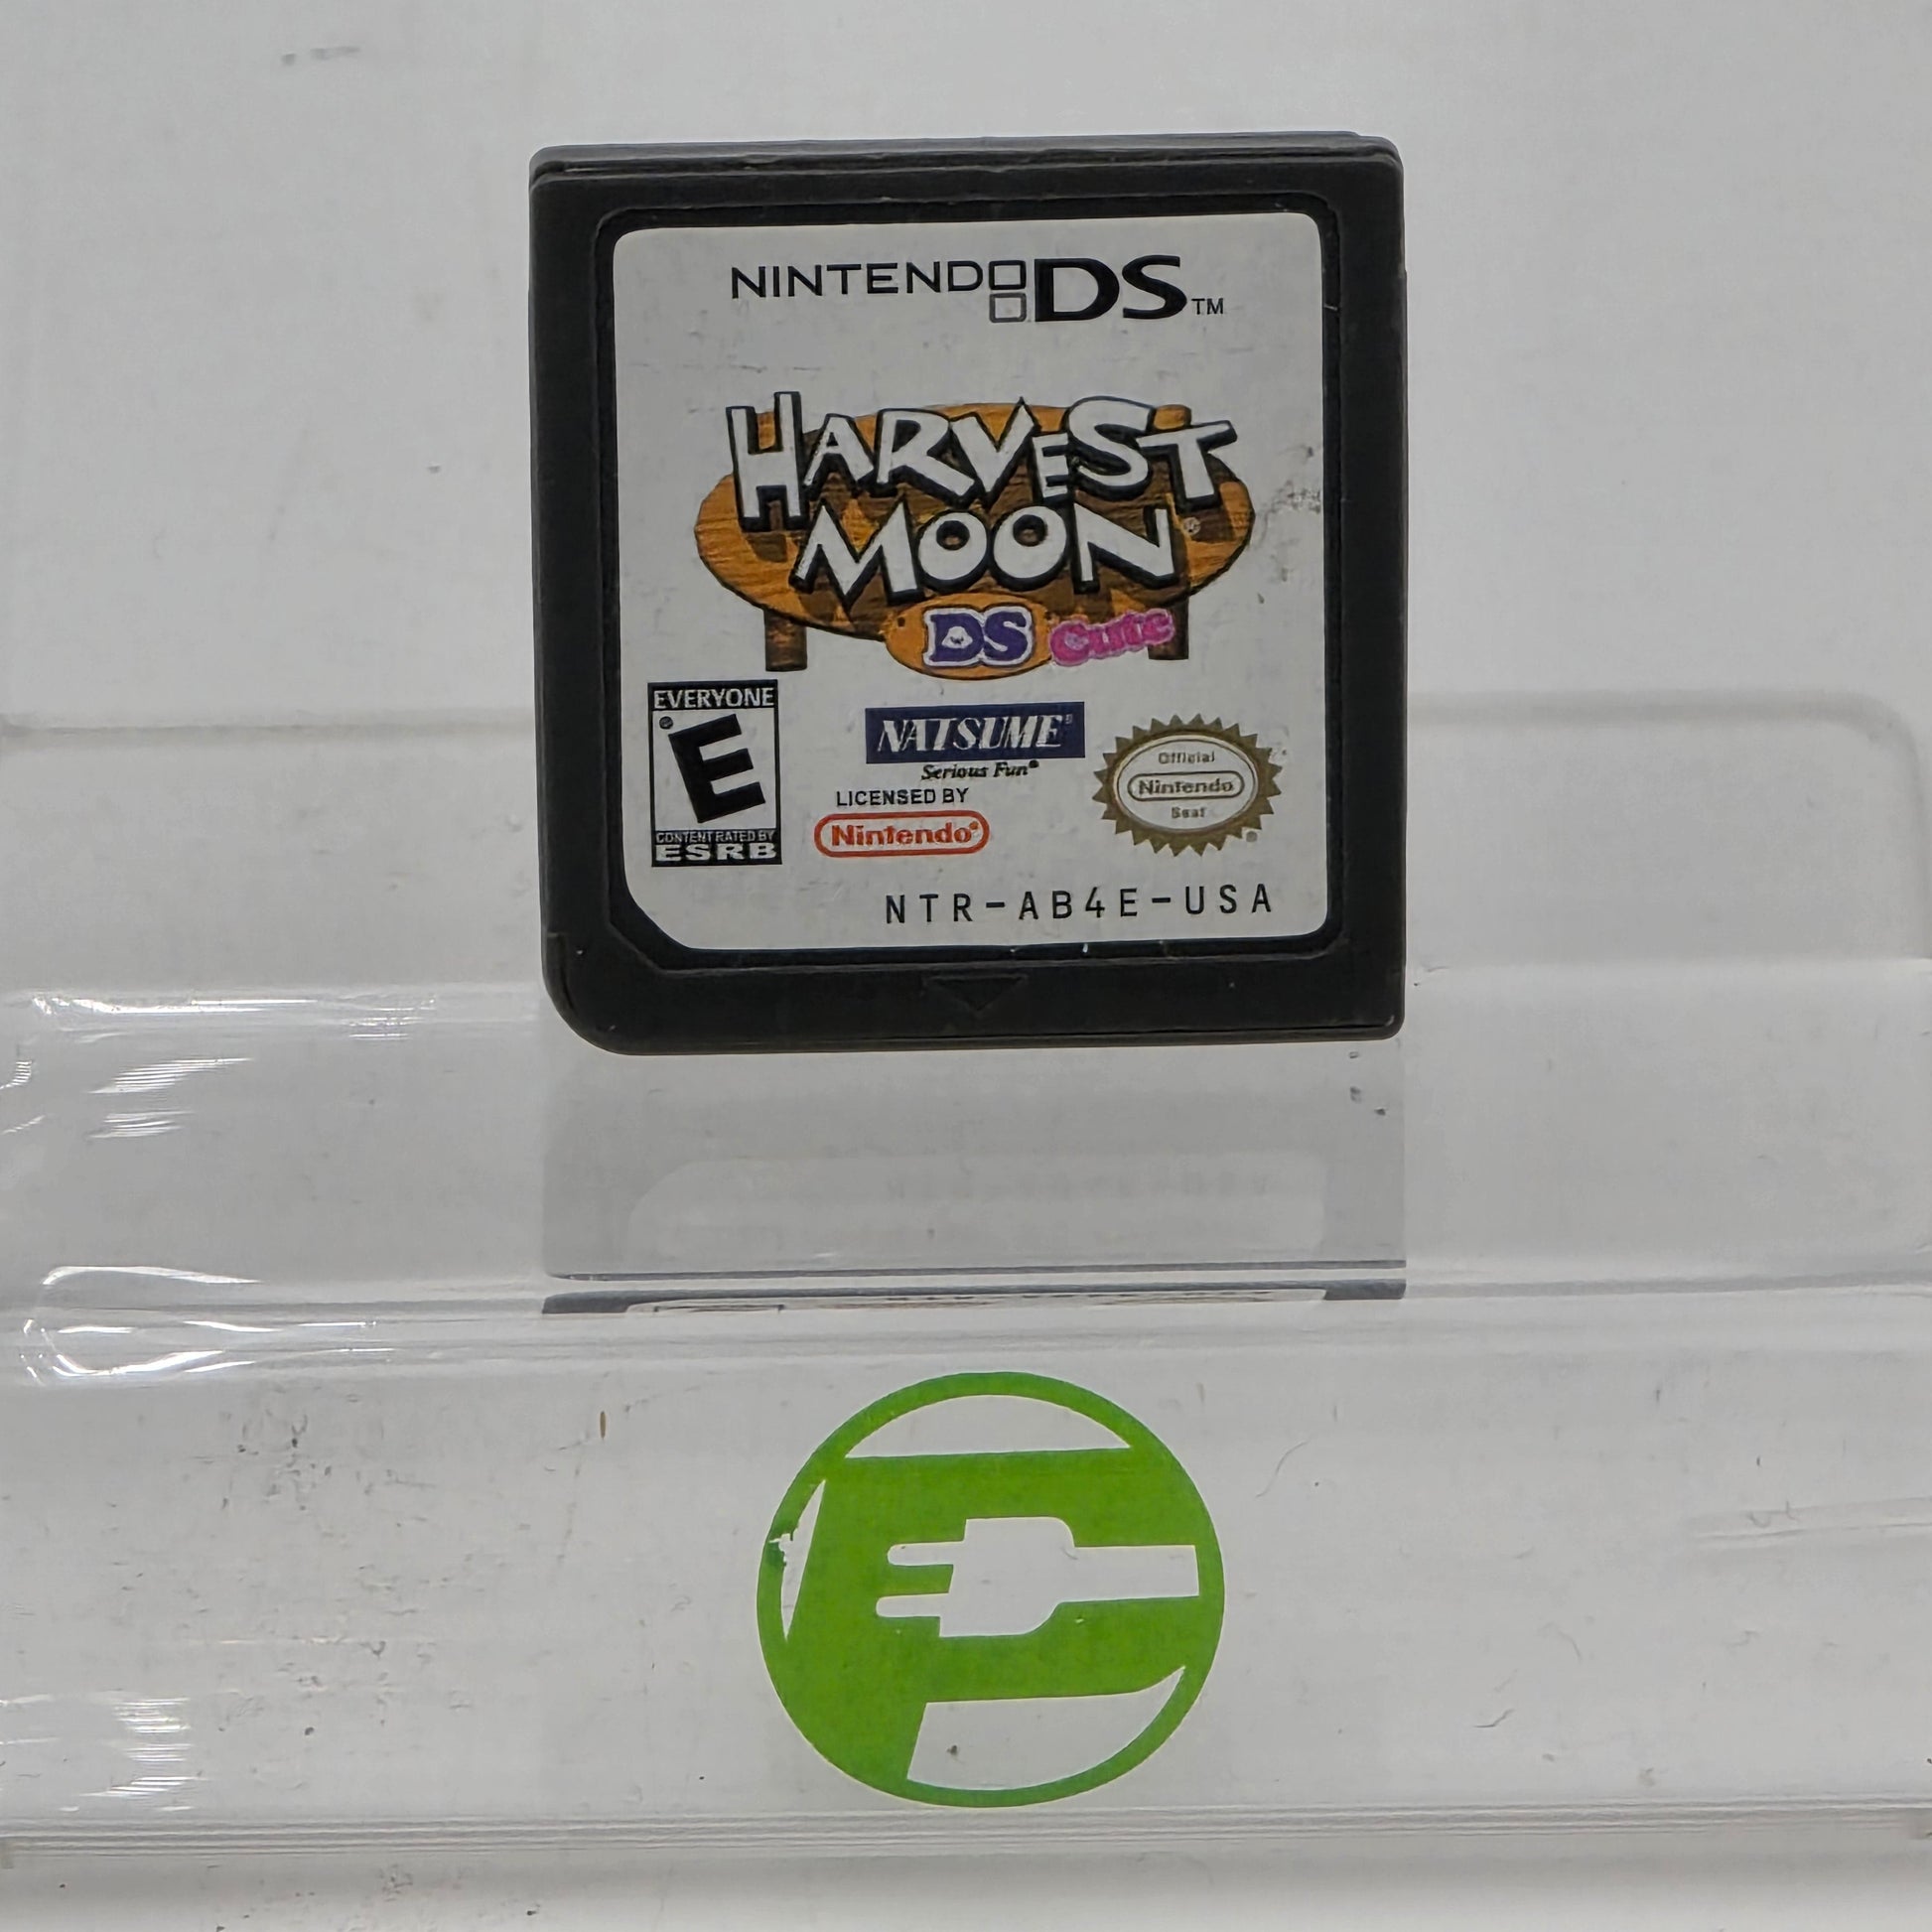 NINTENDO DS™
HARVEST
MOON®
DS Cute
EVERYONE
E
CONTENT RATED BY
ESRB
NATSUME®
Serious Fun®
LICENSED BY
Nintendo®
Official
Nintendo
Seal
®
NTR-AB4E-USA